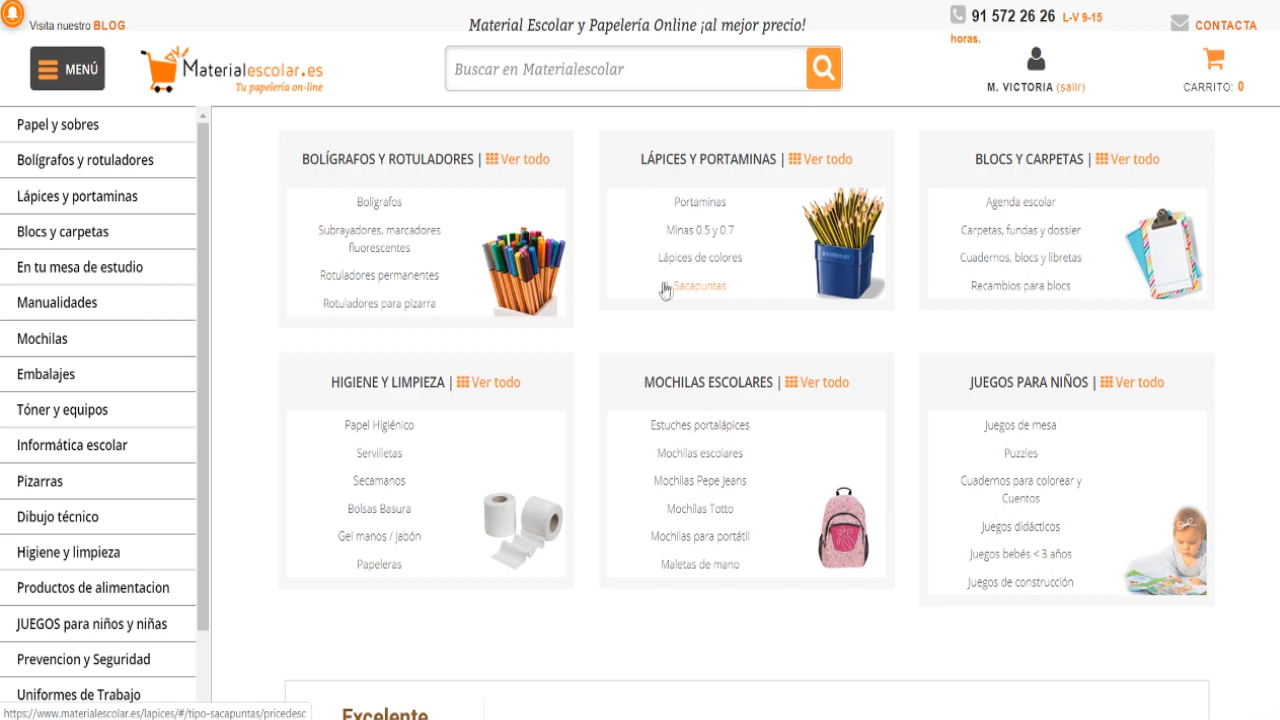 Visita nuestro BLOG
Material Escolar y Papelería Online ¡al mejor precio!
91 572 26 26 L-V 9-15
horas.
CONTACTA
MENÚ
Materialescolar.es
Tu papelería on-line
Buscar en Materialescolar
M. VICTORIA (salir)
CARRITO: 0
Papel y sobres
Bolígrafos y rotuladores
Lápices y portaminas
Blocs y carpetas
En tu mesa de estudio
Manualidades
Mochilas
Embalajes
Tóner y equipos
Informática escolar
Pizarras
Dibujo técnico
Higiene y limpieza
Productos de alimentacion
JUEGOS para niños y niñas
Prevencion y Seguridad
Uniformes de Trabajo
BOLÍGRAFOS Y ROTULADORES | Ver todo
Bolígrafos
Subrayadores, marcadores
fluorescentes
Rotuladores permanentes
Rotuladores para pizarra
LÁPICES Y PORTAMINAS | Ver todo
Portaminas
Minas 0.5 y 0.7
Lápices de colores
Sacapuntas
BLOCS Y CARPETAS | Ver todo
Agenda escolar
Carpetas, fundas y dossier
Cuadernos, blocs y libretas
Recambios para blocs
HIGIENE Y LIMPIEZA | Ver todo
Papel Higiénico
Servilletas
Secamanos
Bolsas Basura
Gel manos / jabón
Papeleras
MOCHILAS ESCOLARES | Ver todo
Estuches portalápices
Mochilas escolares
Mochilas Pepe Jeans
Mochilas Totto
Mochilas para portátil
Maletas de mano
JUEGOS PARA NIÑOS | Ver todo
Juegos de mesa
Puzzles
Cuadernos para colorear y
Cuentos
Juegos didácticos
Juegos bebés < 3 años
Juegos de construcción
Excelente
https://www.materialescolar.es/lapices/#/tipo-sacapuntas/pricedesc